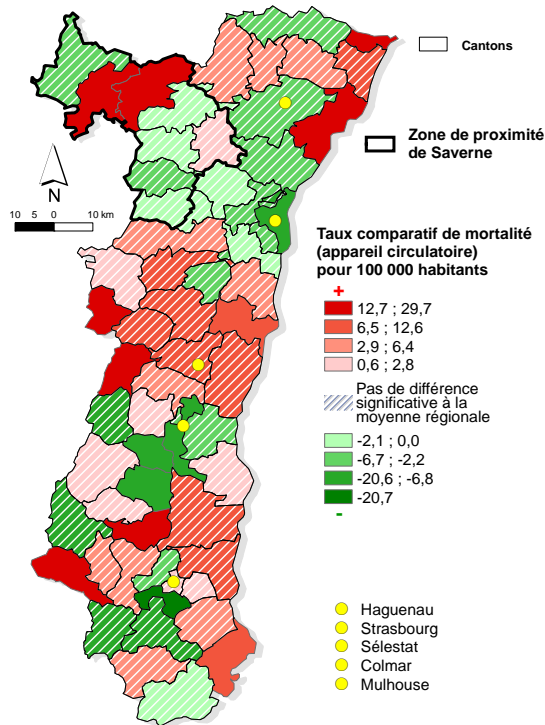 Cantons
Zone de proximité
de Saverne
N
10 5 0 10 km
Taux comparatif de mortalité
(appareil circulatoire)
pour 100 000 habitants
+
12,7 ; 29,7
6,5 ; 12,6
2,9 ; 6,4
0,6 ; 2,8
Pas de différence
significative à la
moyenne régionale
-2,1 ; 0,0
-6,7 ; -2,2
-20,6 ; -6,8
-20,7
-
Haguenau
Strasbourg
Sélestat
Colmar
Mulhouse